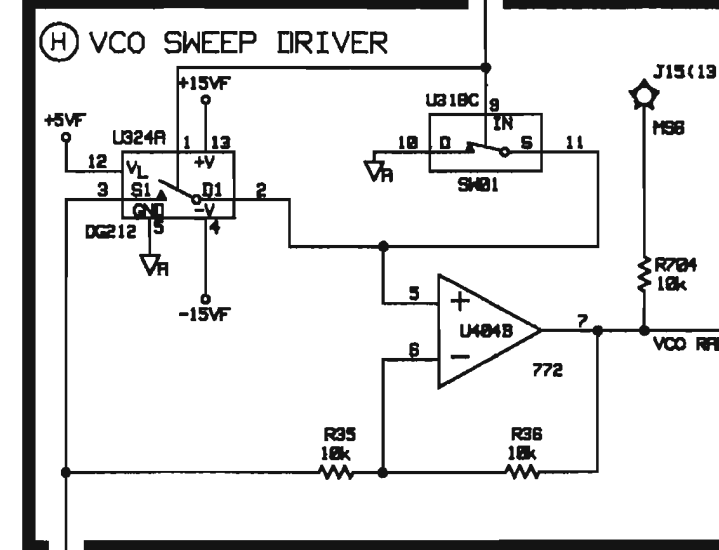 H VCO SWEEP DRIVER
+15VF
+5VF
U324A
1 13
12 VL +V
3 S1 D1 2
GND -V
DG212 5 4
A
-15VF
U318C
9
IN
10 D S 11
A
SW01
J15(13
MS6
R704
10k
5 +
U404B 7
6 −
772
VCO
R35
10k
R36
10k